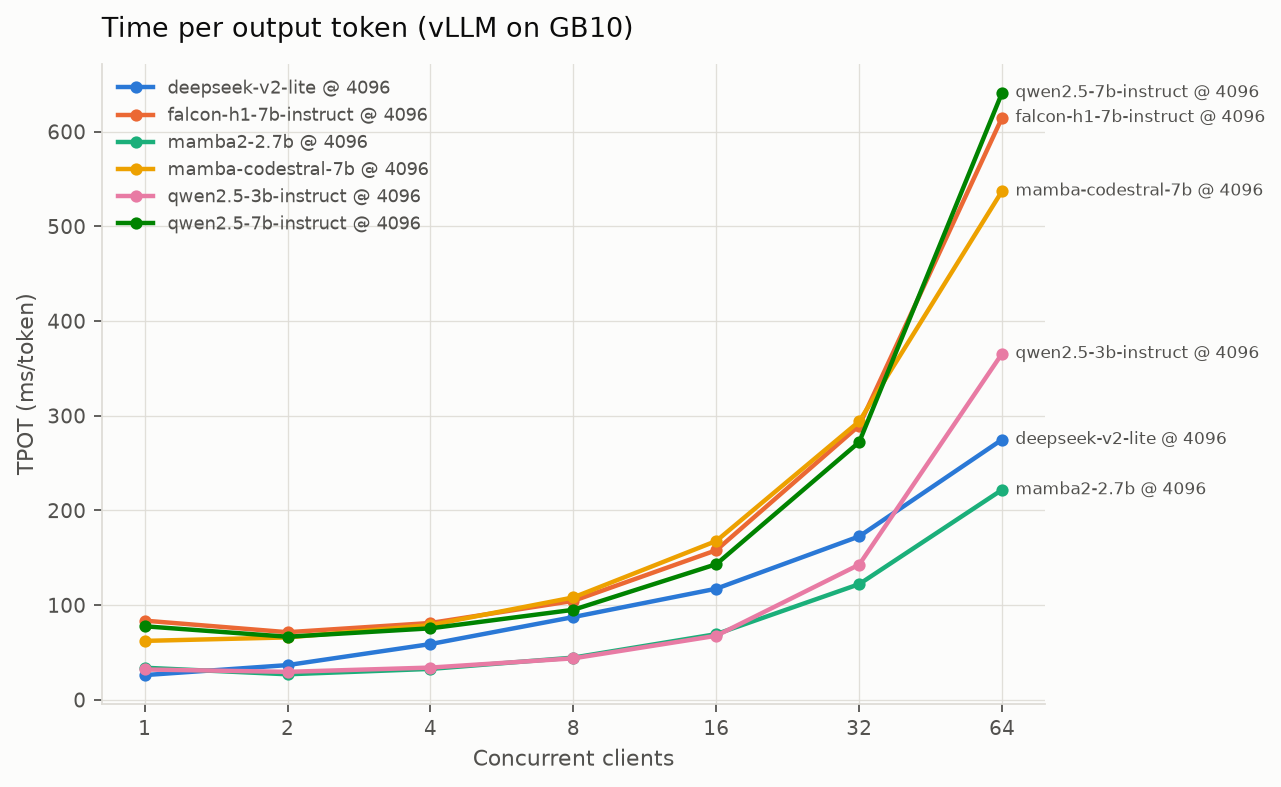 Time per output token (vLLM on GB10)
deepseek-v2-lite @ 4096
falcon-h1-7b-instruct @ 4096
mamba2-2.7b @ 4096
mamba-codestral-7b @ 4096
qwen2.5-3b-instruct @ 4096
qwen2.5-7b-instruct @ 4096
qwen2.5-7b-instruct @ 4096
falcon-h1-7b-instruct @ 4096
mamba-codestral-7b @ 4096
qwen2.5-3b-instruct @ 4096
deepseek-v2-lite @ 4096
mamba2-2.7b @ 4096
TPOT (ms/token)
600
500
400
300
200
100
0
1 2 4 8 16 32 64
Concurrent clients